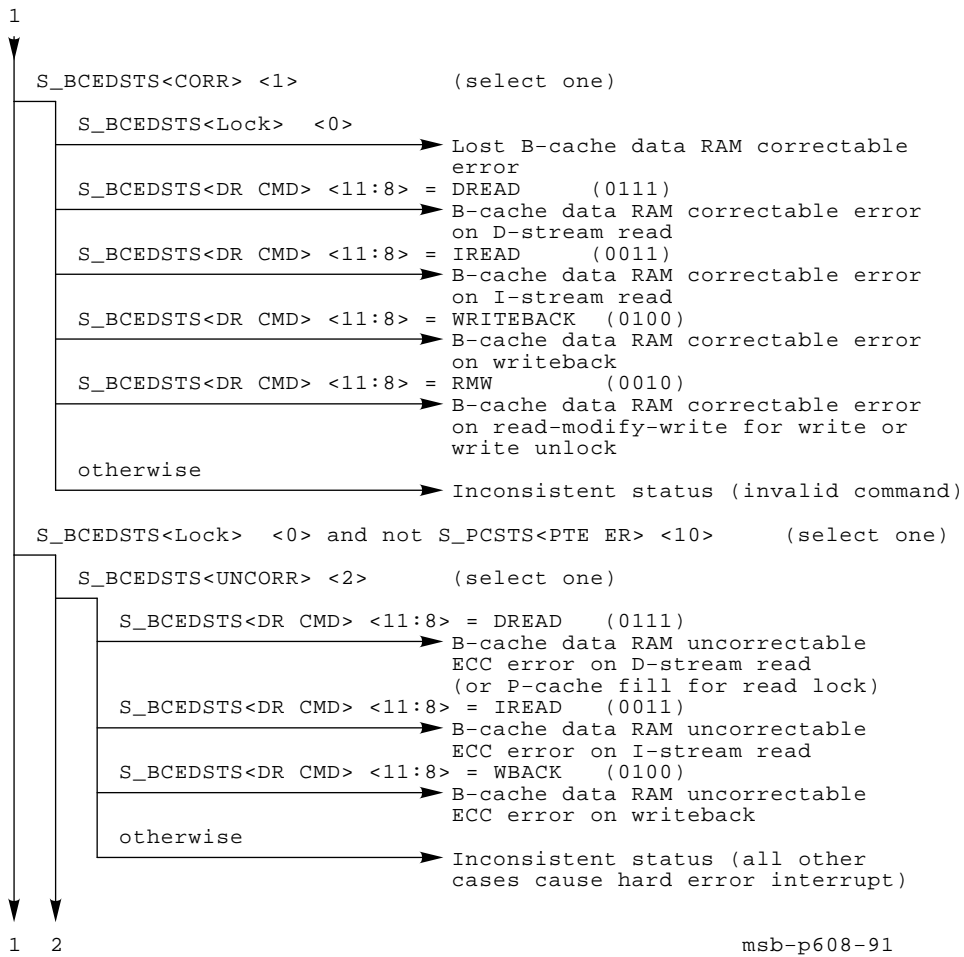 1
S_BCEDSTS<CORR> <1> (select one)
S_BCEDSTS<Lock> <0>
Lost B-cache data RAM correctable
error
S_BCEDSTS<DR CMD> <11:8> = DREAD (0111)
B-cache data RAM correctable error
on D-stream read
S_BCEDSTS<DR CMD> <11:8> = IREAD (0011)
B-cache data RAM correctable error
on I-stream read
S_BCEDSTS<DR CMD> <11:8> = WRITEBACK (0100)
B-cache data RAM correctable error
on writeback
S_BCEDSTS<DR CMD> <11:8> = RMW (0010)
B-cache data RAM correctable error
on read-modify-write for write or
write unlock
otherwise
Inconsistent status (invalid command)
S_BCEDSTS<Lock> <0> and not S_PCSTS<PTE ER> <10> (select one)
S_BCEDSTS<UNCORR> <2> (select one)
S_BCEDSTS<DR CMD> <11:8> = DREAD (0111)
B-cache data RAM uncorrectable
ECC error on D-stream read
(or P-cache fill for read lock)
S_BCEDSTS<DR CMD> <11:8> = IREAD (0011)
B-cache data RAM uncorrectable
ECC error on I-stream read
S_BCEDSTS<DR CMD> <11:8> = WBACK (0100)
B-cache data RAM uncorrectable
ECC error on writeback
otherwise
Inconsistent status (all other
cases cause hard error interrupt)
1 2 msb-p608-91